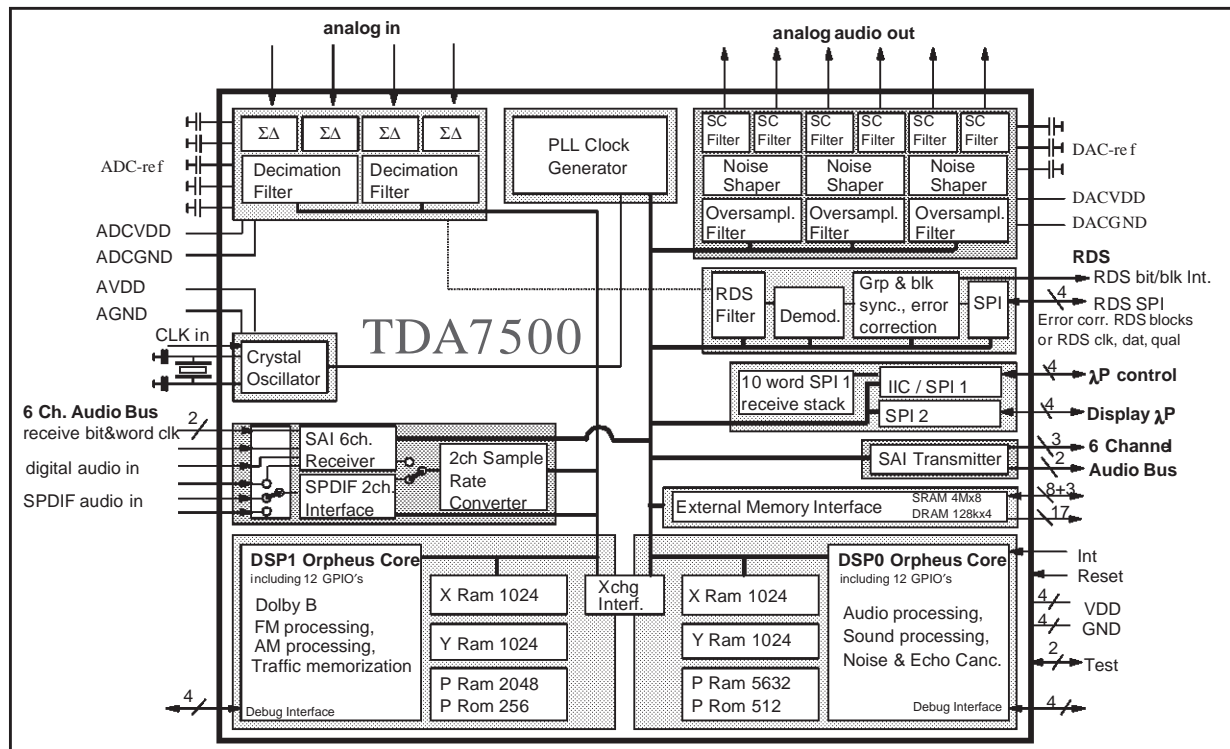 analog in
analog audio out
ΣΔ
ΣΔ
ΣΔ
ΣΔ
Decimation
Filter
Decimation
Filter
ADC-ref
ADCVDD
ADCGND
AVDD
AGND
CLK in
Crystal
Oscillator
PLL Clock
Generator
TDA7500
SC
Filter
SC
Filter
SC
Filter
SC
Filter
SC
Filter
SC
Filter
Noise
Shaper
Noise
Shaper
Noise
Shaper
Oversampl.
Filter
Oversampl.
Filter
Oversampl.
Filter
DAC-ref
DACVDD
DACGND
RDS
RDS bit/blk Int.
4
RDS SPI
Error corr. RDS blocks
or RDS clk, dat, qual
RDS
Filter
Demod.
Grp & blk
sync., error
correction
SPI
10 word SPI 1
receive stack
IIC / SPI 1
SPI 2
4
λP control
4
Display λP
SAI Transmitter
3
6 Channel
2
Audio Bus
External Memory Interface
SRAM 4Mx8
DRAM 128kx4
8+3
17
6 Ch. Audio Bus
receive bit&word clk
2
digital audio in
SPDIF audio in
SAI 6ch.
Receiver
SPDIF 2ch.
Interface
2ch Sample
Rate
Converter
DSP1 Orpheus Core
including 12 GPIO's
Dolby B
FM processing,
AM processing,
Traffic memorization
Debug Interface
4
X Ram 1024
Y Ram 1024
P Ram 2048
P Rom 256
Xchg
Interf.
X Ram 1024
Y Ram 1024
P Ram 5632
P Rom 512
DSP0 Orpheus Core
including 12 GPIO's
Audio processing,
Sound processing,
Noise & Echo Canc.
Debug Interface
Int
Reset
4
VDD
4
GND
2
Test
4